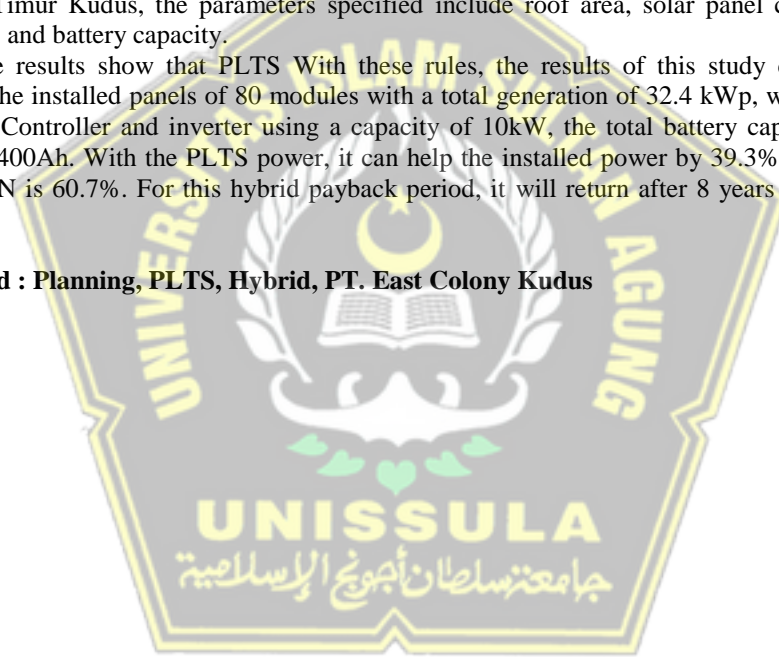 Timur Kudus, the parameters specified include roof area, solar panel c
and battery capacity.
e results show that PLTS With these rules, the results of this study
he installed panels of 80 modules with a total generation of 32.4 kWp, w
Controller and inverter using a capacity of 10kW, the total battery cap
400Ah. With the PLTS power, it can help the installed power by 39.3%
N is 60.7%. For this hybrid payback period, it will return after 8 years
d : Planning, PLTS, Hybrid, PT. East Colony Kudus
UNIVERSITAS ISLAM SULTAN AGUNG
UNISSULA
جامعة سلطان أجونج الإسلامية